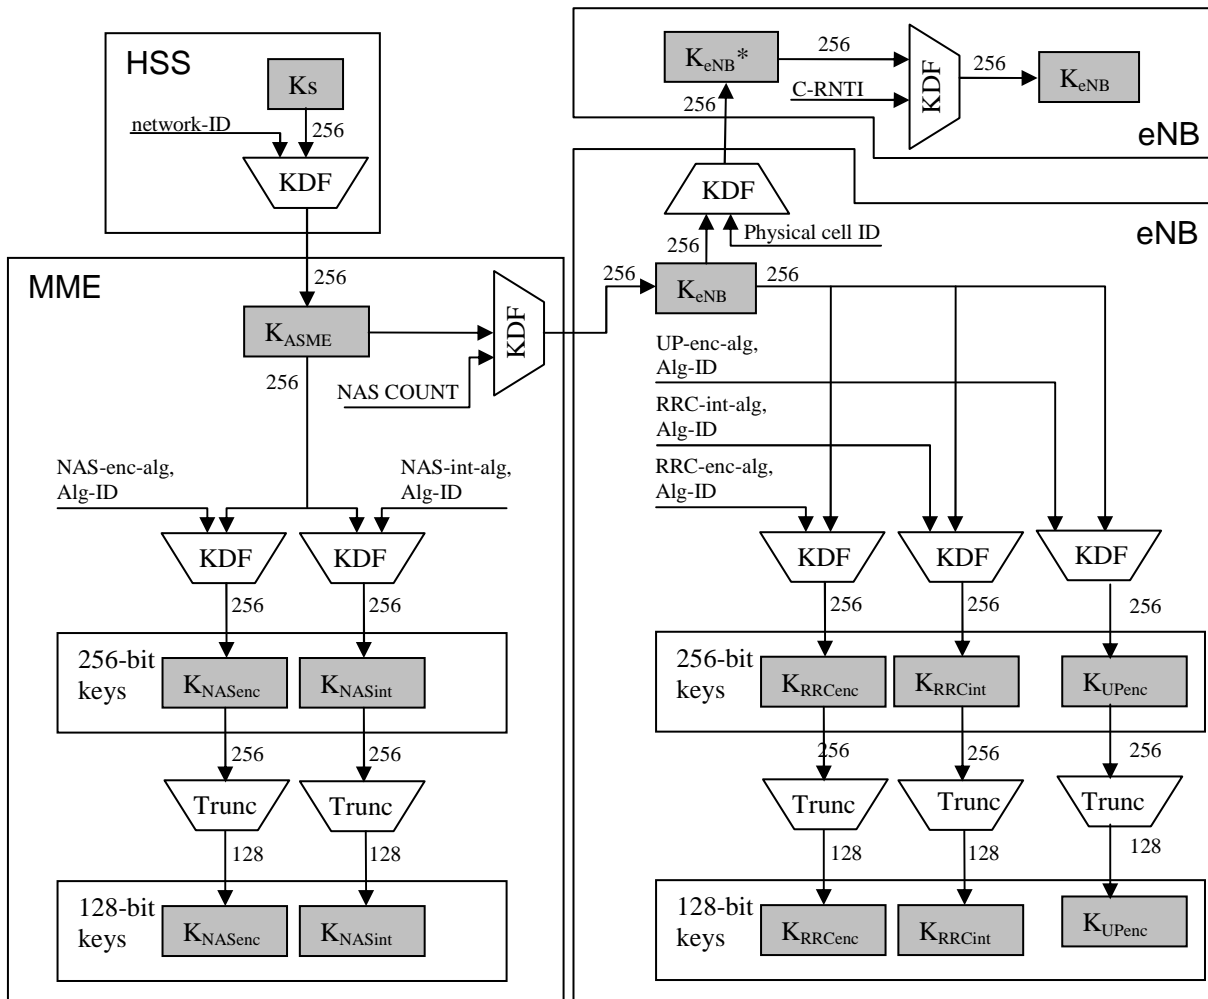 HSS
Ks
network-ID
256
KDF
256
MME
K_ASME
256
KDF
NAS COUNT
256
NAS-enc-alg,
Alg-ID
NAS-int-alg,
Alg-ID
KDF
KDF
256
256
256-bit
keys
K_NASenc
K_NASint
256
256
Trunc
Trunc
128
128
128-bit
keys
K_NASenc
K_NASint
K_eNB*
256
C-RNTI
KDF
256
K_eNB
eNB
256
KDF
Physical cell ID
256
eNB
K_eNB
256
UP-enc-alg,
Alg-ID
RRC-int-alg,
Alg-ID
RRC-enc-alg,
Alg-ID
KDF
KDF
KDF
256
256
256
256-bit
keys
K_RRCenc
K_RRCint
K_UPenc
256
256
256
Trunc
Trunc
Trunc
128
128
128
128-bit
keys
K_RRCenc
K_RRCint
K_UPenc